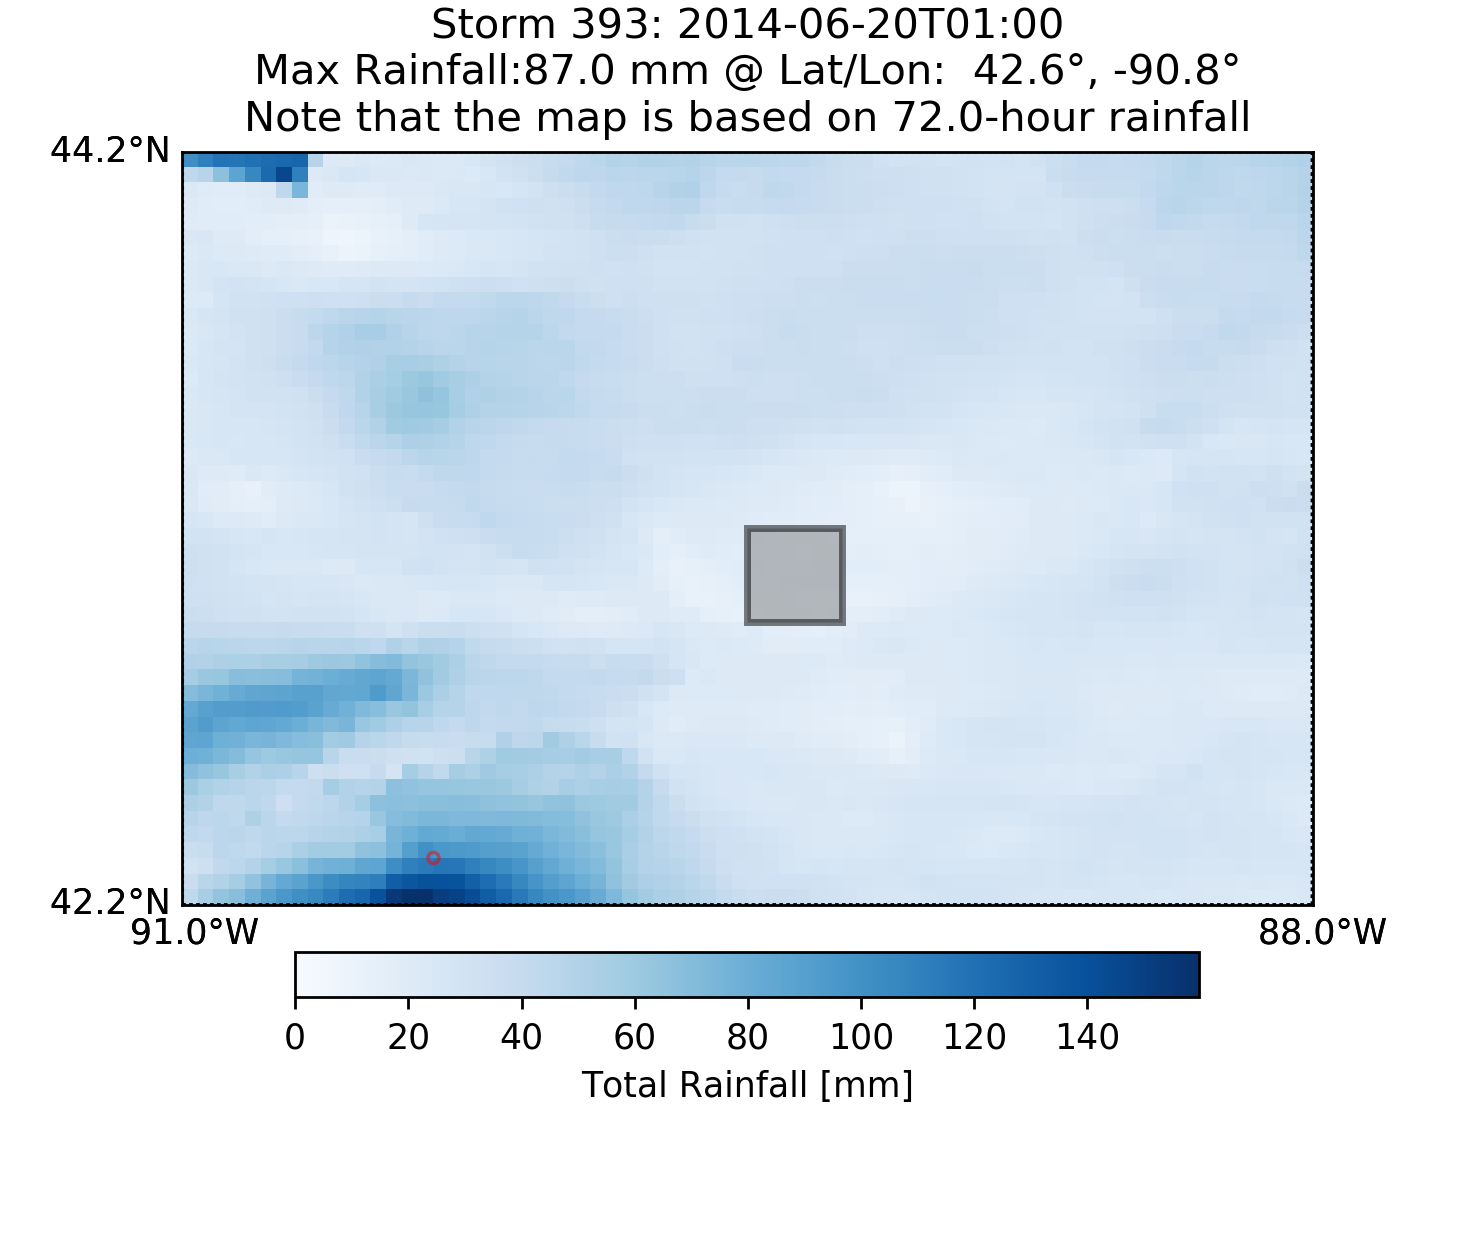 Storm 393: 2014-06-20T01:00
Max Rainfall:87.0 mm @ Lat/Lon:  42.6°, -90.8°
Note that the map is based on 72.0-hour rainfall
44.2°N
42.2°N
91.0°W 88.0°W
0 20 40 60 80 100 120 140
Total Rainfall [mm]